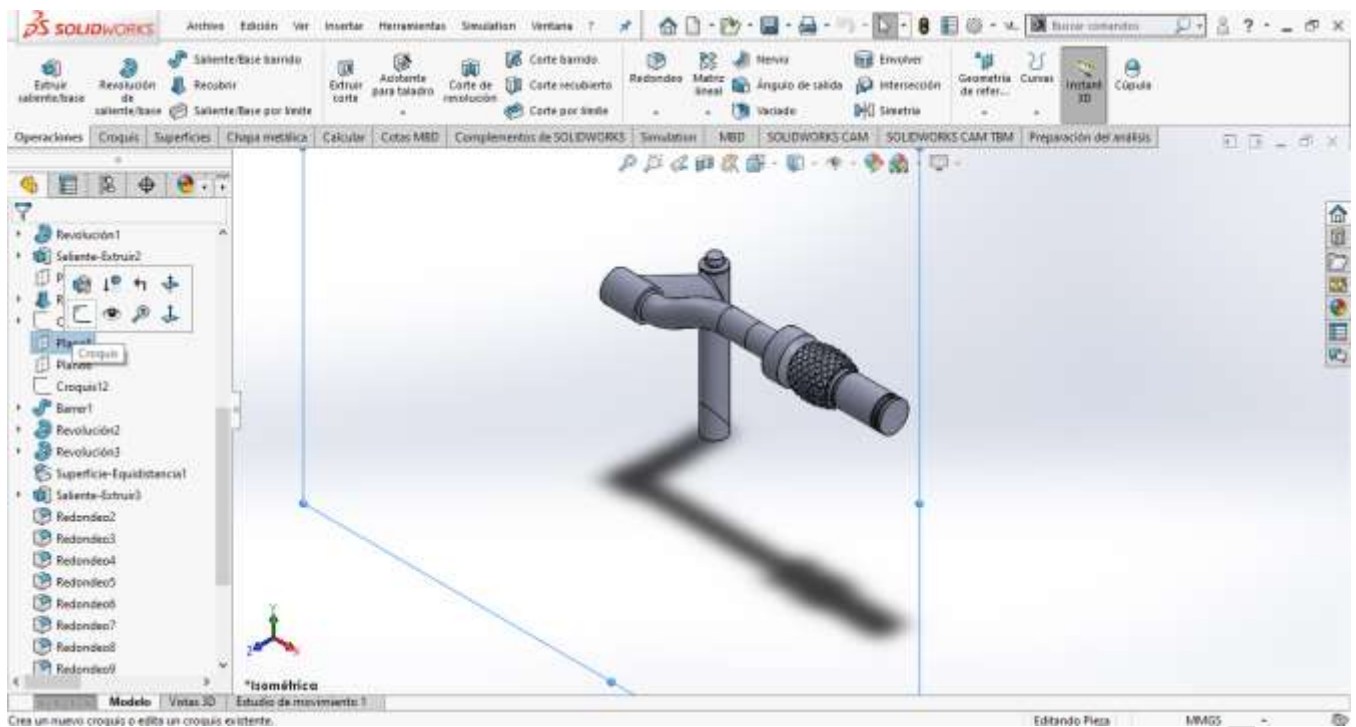 SOLIDWORKS Archivo Edición Ver Insertar Herramientas Simulation Ventana ? Buscar comandos
Extruir saliente/base
Revolución de saliente/base
Saliente/Base barrido
Recubrir
Saliente/Base por límite
Extruir corte
Asistente para taladro
Corte de revolución
Corte barrido
Corte recubierto
Corte por límite
Redondeo
Matriz lineal
Nervio
Ángulo de salida
Vaciado
Envolver
Intersección
Simetría
Geometría de refer...
Curvas
Instant 3D
Cúpula
Operaciones Croquis Superficies Chapa metálica Calcular Cotas MBD Complementos de SOLIDWORKS Simulation MBD SOLIDWORKS CAM SOLIDWORKS CAM TBM Preparación del análisis
Revolución1
Saliente-Extruir2
Croquis
Croquis12
Barrer1
Revolución2
Revolución3
Superficie-Equidistancia1
Saliente-Extruir3
Redondeo2
Redondeo3
Redondeo4
Redondeo5
Redondeo6
Redondeo7
Redondeo8
Redondeo9
Y
Z
*Isométrica
Modelo Vistas 3D Estudio de movimiento 1
Crea un nuevo croquis o edita un croquis existente. Editando Pieza MMGS